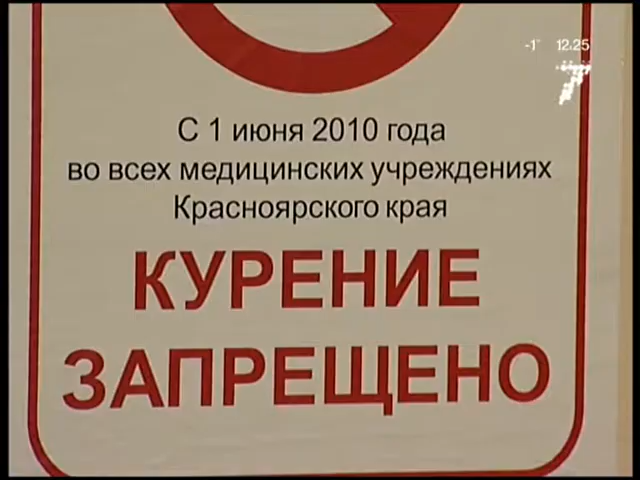 -1° 12.25
7
С 1 июня 2010 года
во всех медицинских учреждениях
Красноярского края
КУРЕНИЕ
ЗАПРЕЩЕНО